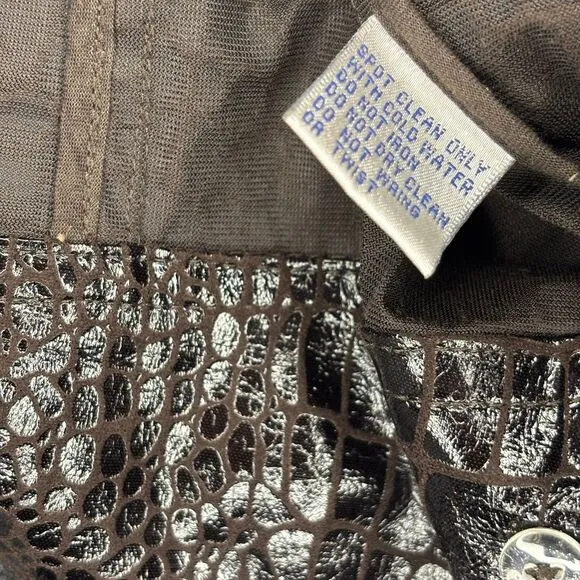 SPOT CLEAN ONLY
WITH COLD WATER
DO NOT IRON
DO NOT DRY CLEAN
DO NOT WRING
OR TWIST